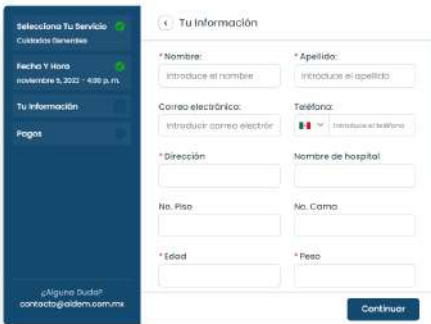 Selecciona Tu Servicio
Cuidados Generales
Fecha Y Hora
noviembre 9, 2022 - 4:00 p. m.
Tu Información
Pagos
¿Alguna Duda?
contacto@aldem.com.mx
Tu Información
*Nombre:
*Apellido:
Introduce el nombre
Introduce el apellido
Correo electrónico:
Teléfono:
Introducir correo electrór
Introduce el teléfono
*Dirección
Nombre de hospital
No. Piso
No. Cama
*Edad
*Peso
Continuar